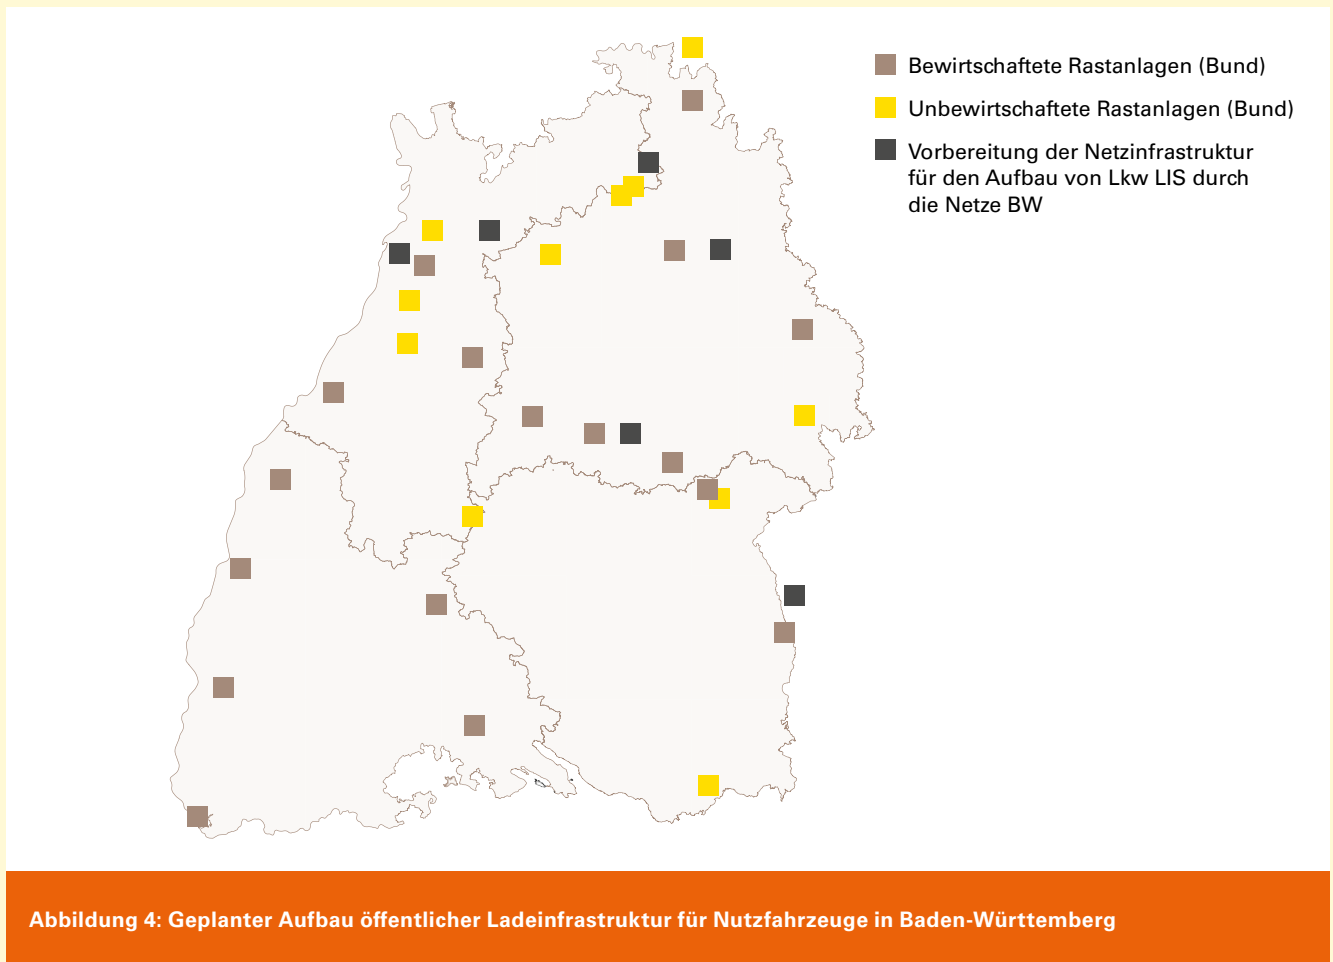 Bewirtschaftete Rastanlagen (Bund)
Unbewirtschaftete Rastanlagen (Bund)
Vorbereitung der Netzinfrastruktur
für den Aufbau von Lkw LIS durch
die Netze BW
Abbildung 4: Geplanter Aufbau öffentlicher Ladeinfrastruktur für Nutzfahrzeuge in Baden-Württemberg